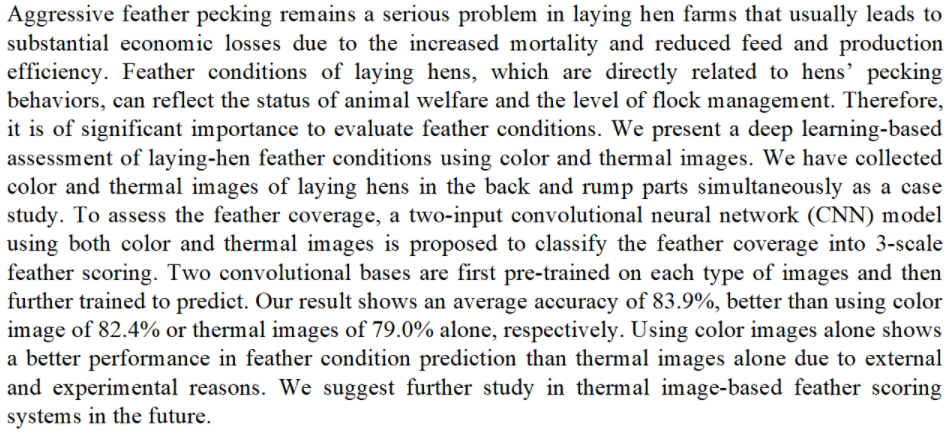 Aggressive feather pecking remains a serious problem in laying hen farms that usually leads to
substantial economic losses due to the increased mortality and reduced feed and production
efficiency. Feather conditions of laying hens, which are directly related to hens’ pecking
behaviors, can reflect the status of animal welfare and the level of flock management. Therefore,
it is of significant importance to evaluate feather conditions. We present a deep learning-based
assessment of laying-hen feather conditions using color and thermal images. We have collected
color and thermal images of laying hens in the back and rump parts simultaneously as a case
study. To assess the feather coverage, a two-input convolutional neural network (CNN) model
using both color and thermal images is proposed to classify the feather coverage into 3-scale
feather scoring. Two convolutional bases are first pre-trained on each type of images and then
further trained to predict. Our result shows an average accuracy of 83.9%, better than using color
image of 82.4% or thermal images of 79.0% alone, respectively. Using color images alone shows
a better performance in feather condition prediction than thermal images alone due to external
and experimental reasons. We suggest further study in thermal image-based feather scoring
systems in the future.